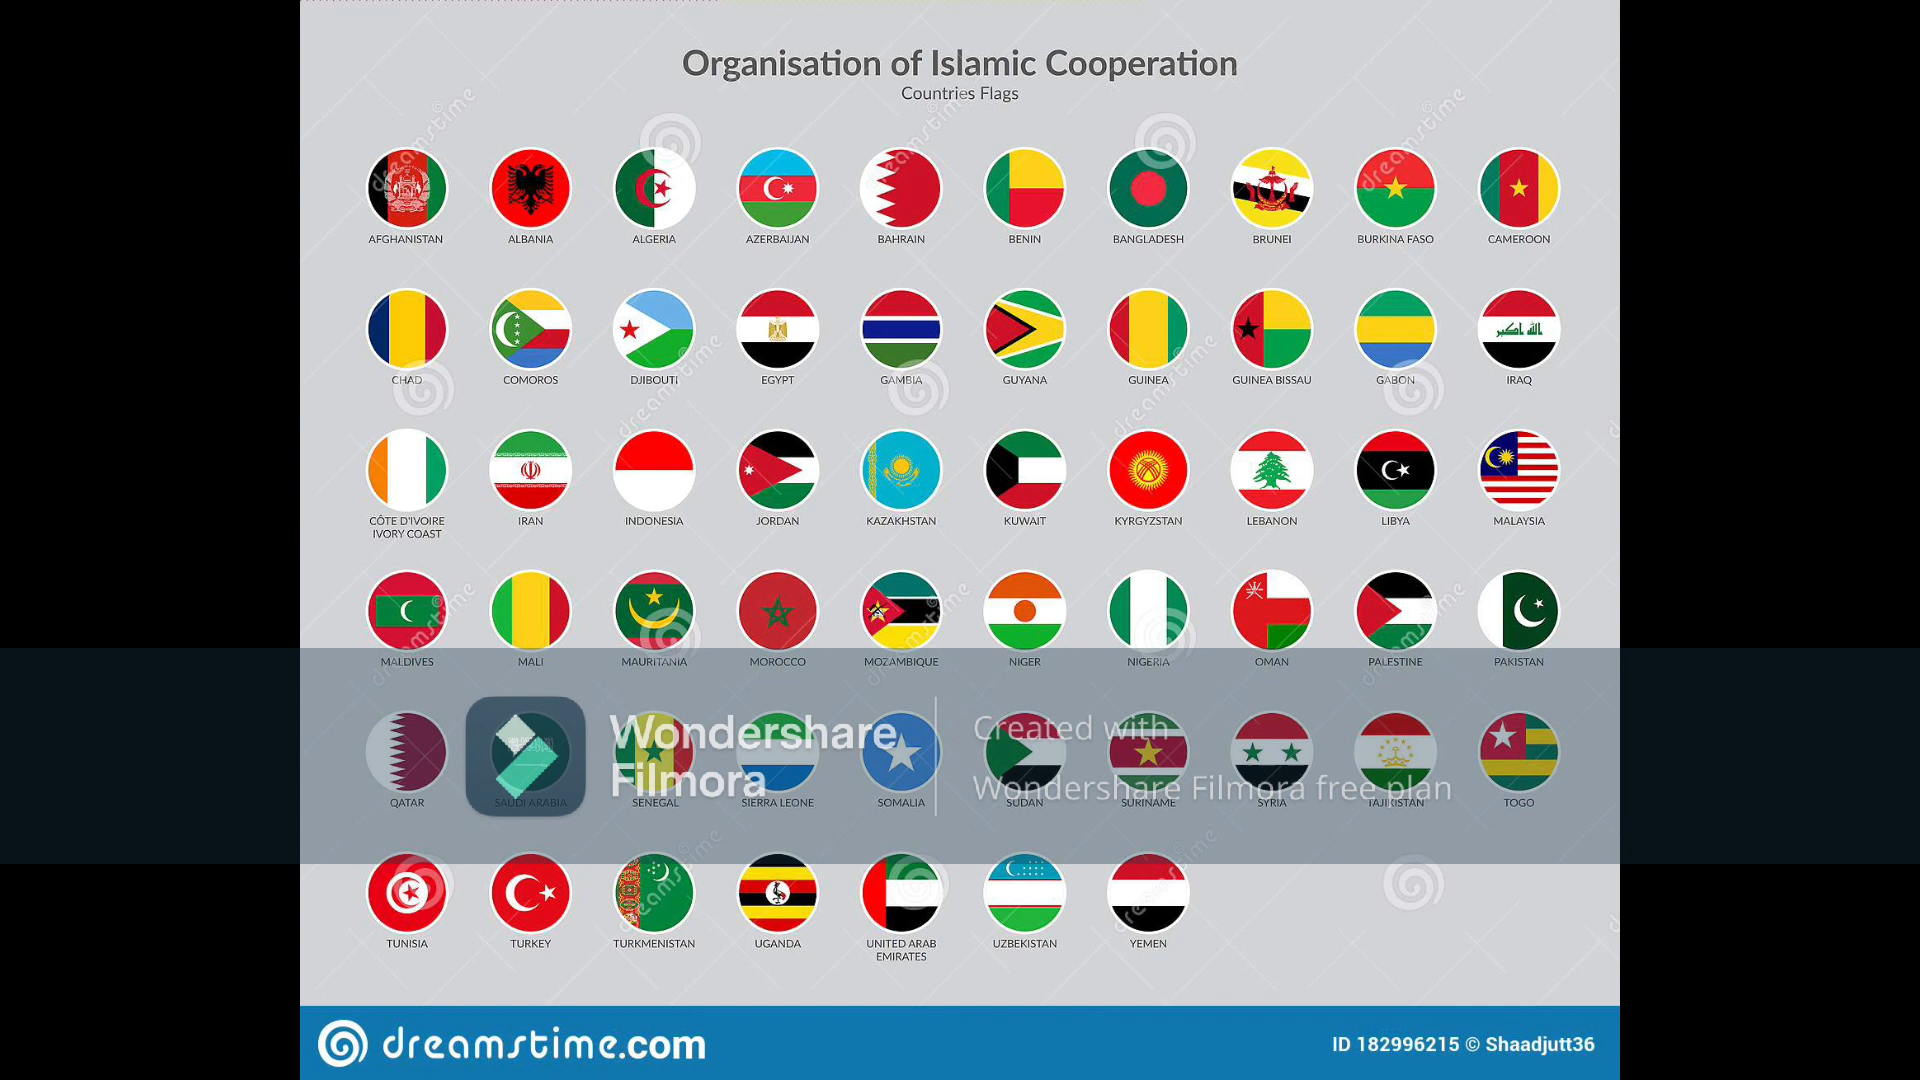 Organisation of Islamic Cooperation
Countries Flags
AFGHANISTAN ALBANIA ALGERIA AZERBAIJAN BAHRAIN BENIN BANGLADESH BRUNEI BURKINA FASO CAMEROON
CHAD COMOROS DJIBOUTI EGYPT GAMBIA GUYANA GUINEA GUINEA BISSAU GABON IRAQ
الله اكبر
CÔTE D'IVOIRE IRAN INDONESIA JORDAN KAZAKHSTAN KUWAIT KYRGYZSTAN LEBANON LIBYA MALAYSIA
IVORY COAST
MALDIVES MALI MAURITANIA MOROCCO MOZAMBIQUE NIGER NIGERIA OMAN PALESTINE PAKISTAN
Wondershare
Filmora
Created with
Wondershare Filmora free plan
QATAR SAUDI ARABIA SENEGAL SIERRA LEONE SOMALIA SUDAN SURINAME SYRIA TAJIKISTAN TOGO
TUNISIA TURKEY TURKMENISTAN UGANDA UNITED ARAB UZBEKISTAN YEMEN
EMIRATES
dreamstime.com
ID 182996215 © Shaadjutt36
dreamstime